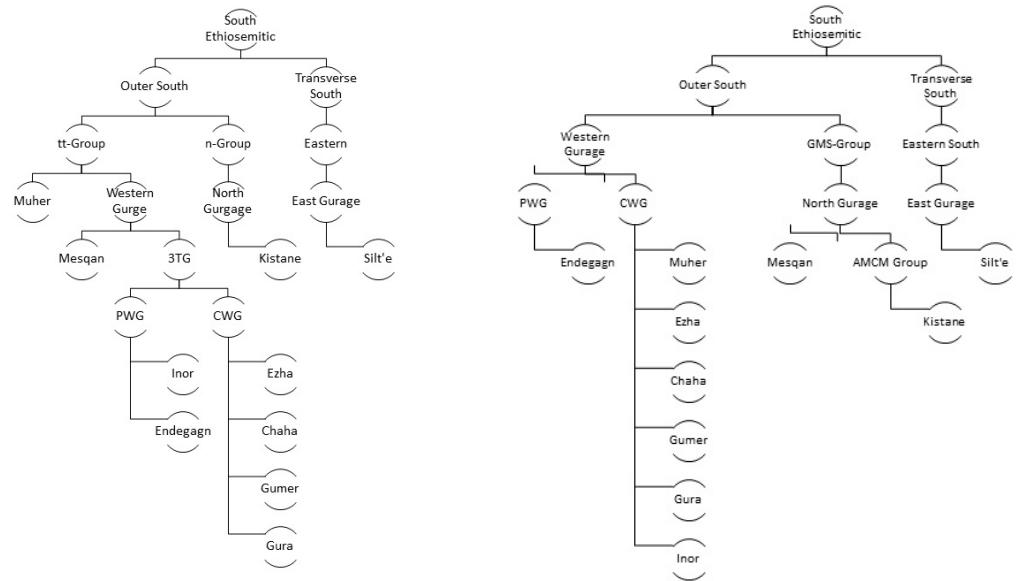 South
Ethiosemitic
Outer South
Transverse
South
tt-Group
n-Group
Eastern
Muher
Western
Gurge
North
Gurgage
East Gurage
Mesqan
3TG
Kistane
Silt'e
PWG
CWG
Inor
Ezha
Endegagn
Chaha
Gumer
Gura
South
Ethiosemitic
Outer South
Transverse
South
Western
Gurage
GMS-Group
Eastern South
PWG
CWG
North Gurage
East Gurage
Endegagn
Muher
Mesqan
AMCM Group
Silt'e
Ezha
Kistane
Chaha
Gumer
Gura
Inor